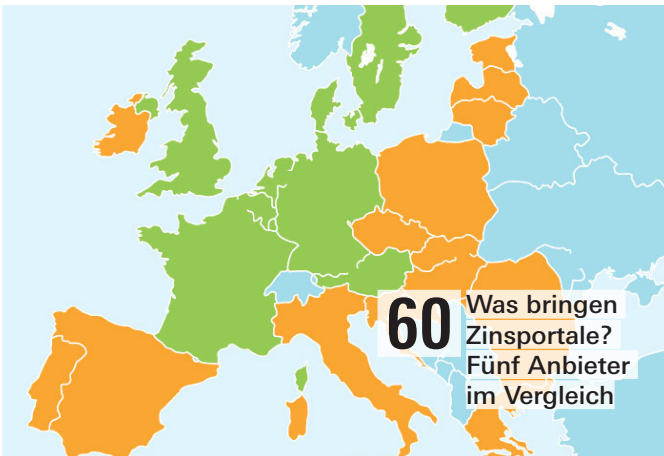 60
Was bringen
Zinsportale?
Fünf Anbieter
im Vergleich